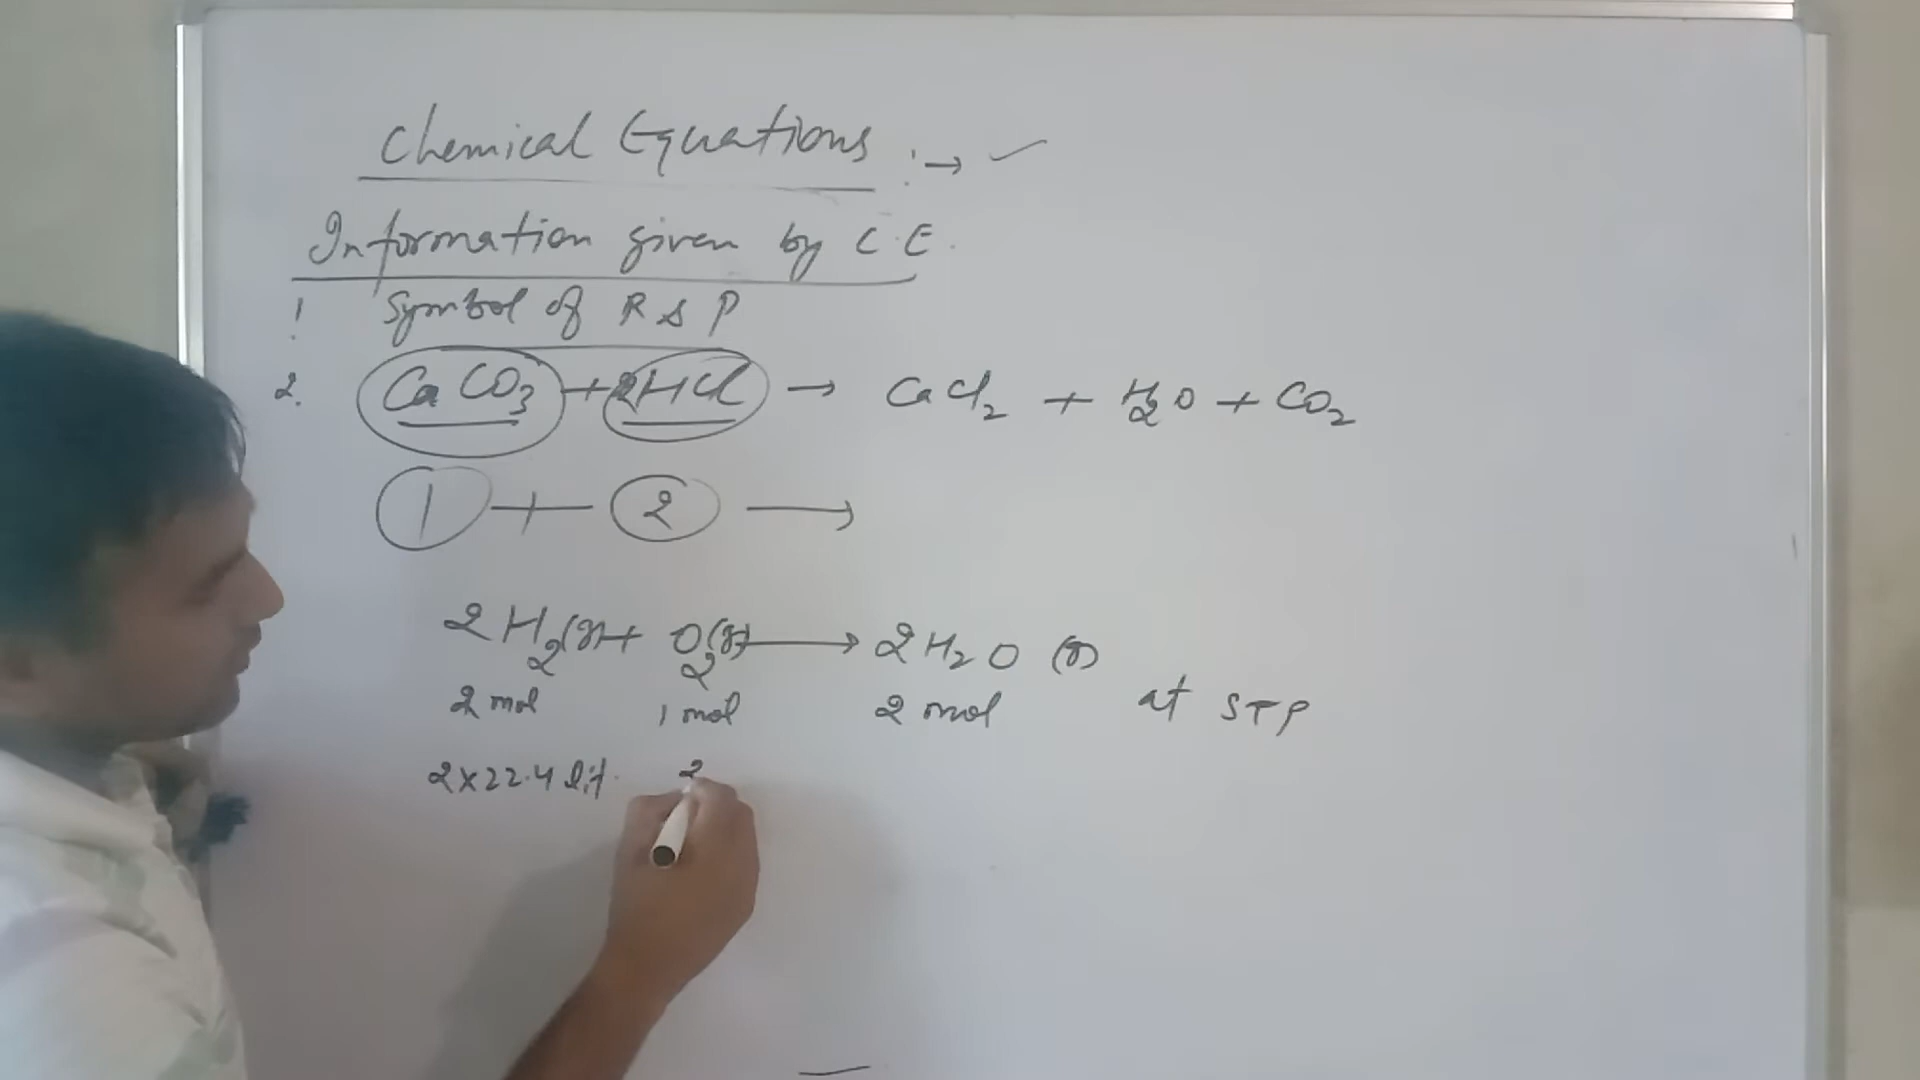 Chemical Equations :→ ✓
Information given by C.E.
1. Symbol of R & P
2. CaCO₃ + 2HCl → CaCl₂ + H₂O + CO₂
1 + 2 →
2H₂(g) + O₂(g) → 2H₂O (g)
2 mol 1 mol 2 mol at STP
2×22.4 lit. 2